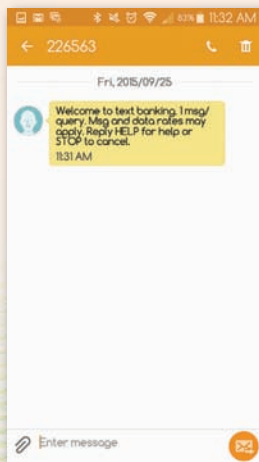 83% 11:32 AM
226563
Fri, 2015/09/25
Welcome to text banking. 1 msg/
query. Msg and data rates may
apply. Reply HELP for help or
STOP to cancel.
11:31 AM
Enter message